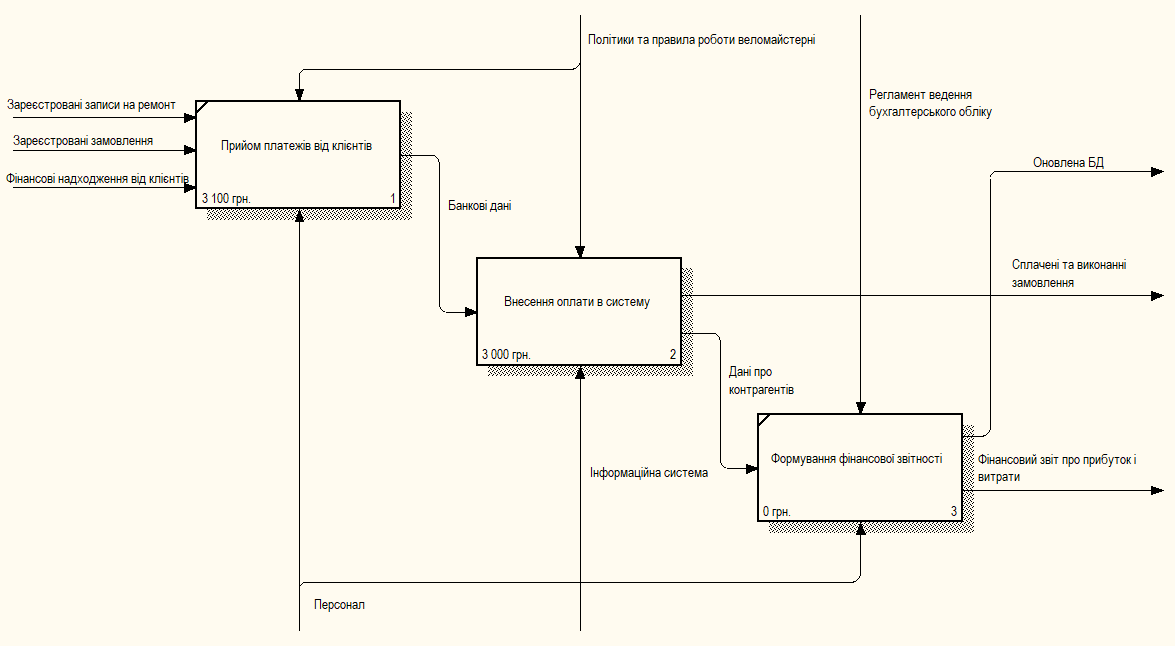 Політики та правила роботи веломайстерні
Зареєстровані записи на ремонт
Зареєстровані замовлення
Фінансові надходження від клієнтів
Прийом платежів від клієнтів
3 100 грн.
1
Регламент ведення
бухгалтерського обліку
Банкові дані
Оновлена БД
Внесення оплати в систему
3 000 грн.
2
Сплачені та виконанні
замовлення
Дані про
контрагентів
Інформаційна система
Формування фінансової звітності
0 грн.
3
Фінансовий звіт про прибуток і
витрати
Персонал